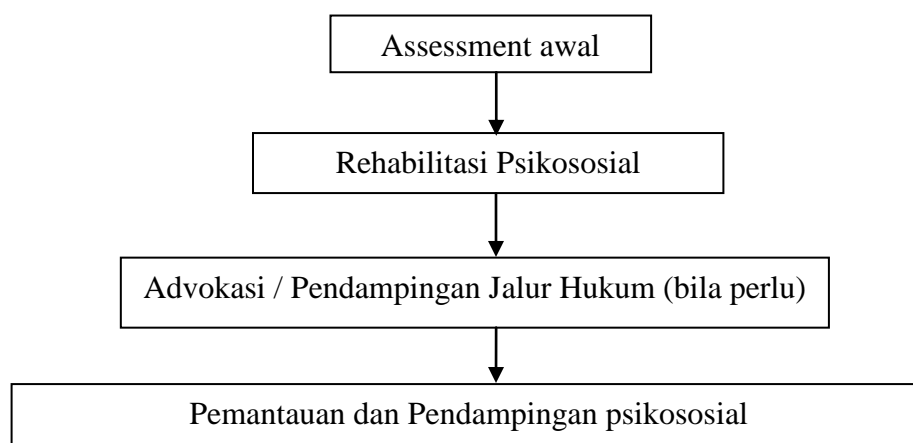 Assessment awal
Rehabilitasi Psikososial
Advokasi / Pendampingan Jalur Hukum (bila perlu)
Pemantauan dan Pendampingan psikososial